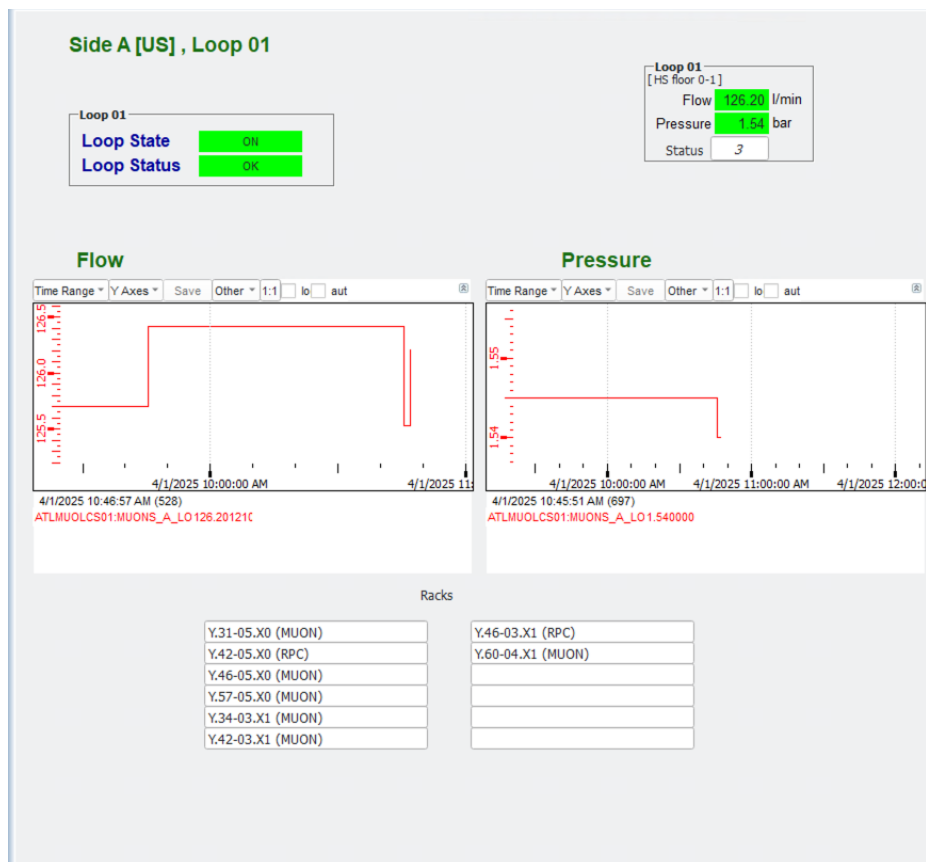 Side A [US] , Loop 01
Loop 01
Loop State ON
Loop Status OK
Loop 01
[ HS floor 0-1 ]
Flow 126.20 l/min
Pressure 1.54 bar
Status 3
Flow
Time Range Y Axes Save Other 1:1 lo aut
126.5
126.0
125.5
4/1/2025 10:00:00 AM 4/1/2025 11:
4/1/2025 10:46:57 AM (528)
ATLMUOLCS01:MUONS_A_LO126.201210
Pressure
Time Range Y Axes Save Other 1:1 lo aut
1.55
1.54
4/1/2025 10:00:00 AM 4/1/2025 11:00:00 AM 4/1/2025 12:00:0
4/1/2025 10:45:51 AM (697)
ATLMUOLCS01:MUONS_A_LO1.540000
Racks
Y.31-05.X0 (MUON)
Y.42-05.X0 (RPC)
Y.46-05.X0 (MUON)
Y.57-05.X0 (MUON)
Y.34-03.X1 (MUON)
Y.42-03.X1 (MUON)
Y.46-03.X1 (RPC)
Y.60-04.X1 (MUON)